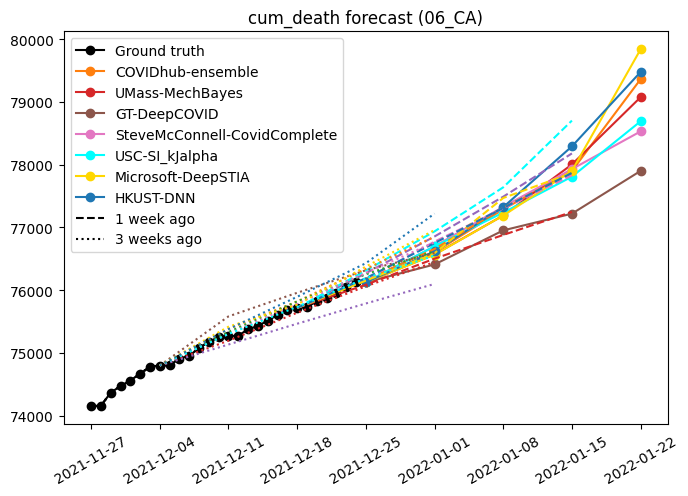 cum_death forecast (06_CA)
80000
79000
78000
77000
76000
75000
74000
Ground truth
COVIDhub-ensemble
UMass-MechBayes
GT-DeepCOVID
SteveMcConnell-CovidComplete
USC-SI_kJalpha
Microsoft-DeepSTIA
HKUST-DNN
1 week ago
3 weeks ago
2021-11-27
2021-12-04
2021-12-11
2021-12-18
2021-12-25
2022-01-01
2022-01-08
2022-01-15
2022-01-22